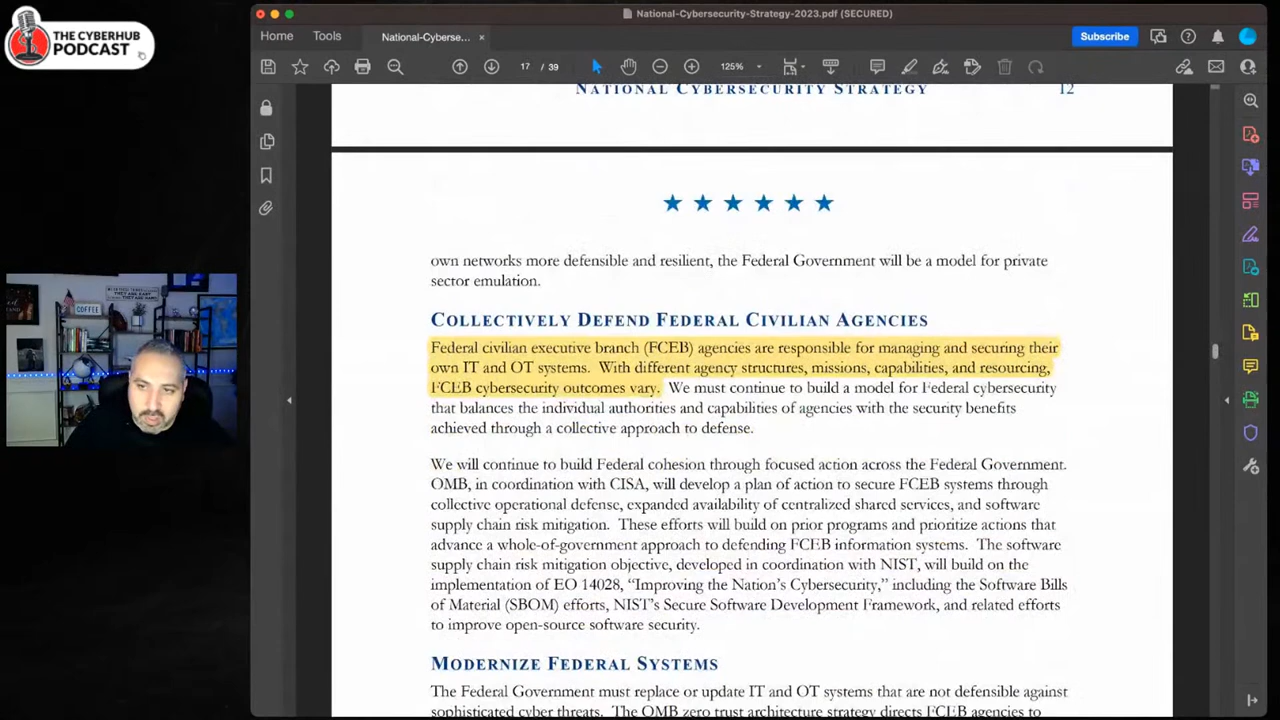 THE CYBERHUB
PODCAST
National-Cybersecurity-Strategy-2023.pdf (SECURED)
Home
Tools
National-Cyberse...
Subscribe
17 / 39
125%
NATIONAL CYBERSECURITY STRATEGY 12
own networks more defensible and resilient, the Federal Government will be a model for private
sector emulation.
COLLECTIVELY DEFEND FEDERAL CIVILIAN AGENCIES
Federal civilian executive branch (FCEB) agencies are responsible for managing and securing their
own IT and OT systems. With different agency structures, missions, capabilities, and resourcing,
FCEB cybersecurity outcomes vary. We must continue to build a model for Federal cybersecurity
that balances the individual authorities and capabilities of agencies with the security benefits
achieved through a collective approach to defense.
We will continue to build Federal cohesion through focused action across the Federal Government.
OMB, in coordination with CISA, will develop a plan of action to secure FCEB systems through
collective operational defense, expanded availability of centralized shared services, and software
supply chain risk mitigation. These efforts will build on prior programs and prioritize actions that
advance a whole-of-government approach to defending FCEB information systems. The software
supply chain risk mitigation objective, developed in coordination with NIST, will build on the
implementation of EO 14028, “Improving the Nation’s Cybersecurity,” including the Software Bills
of Material (SBOM) efforts, NIST’s Secure Software Development Framework, and related efforts
to improve open-source software security.
MODERNIZE FEDERAL SYSTEMS
The Federal Government must replace or update IT and OT systems that are not defensible against
sophisticated cyber threats. The OMB zero trust architecture strategy directs FCEB agencies to
COFFEE